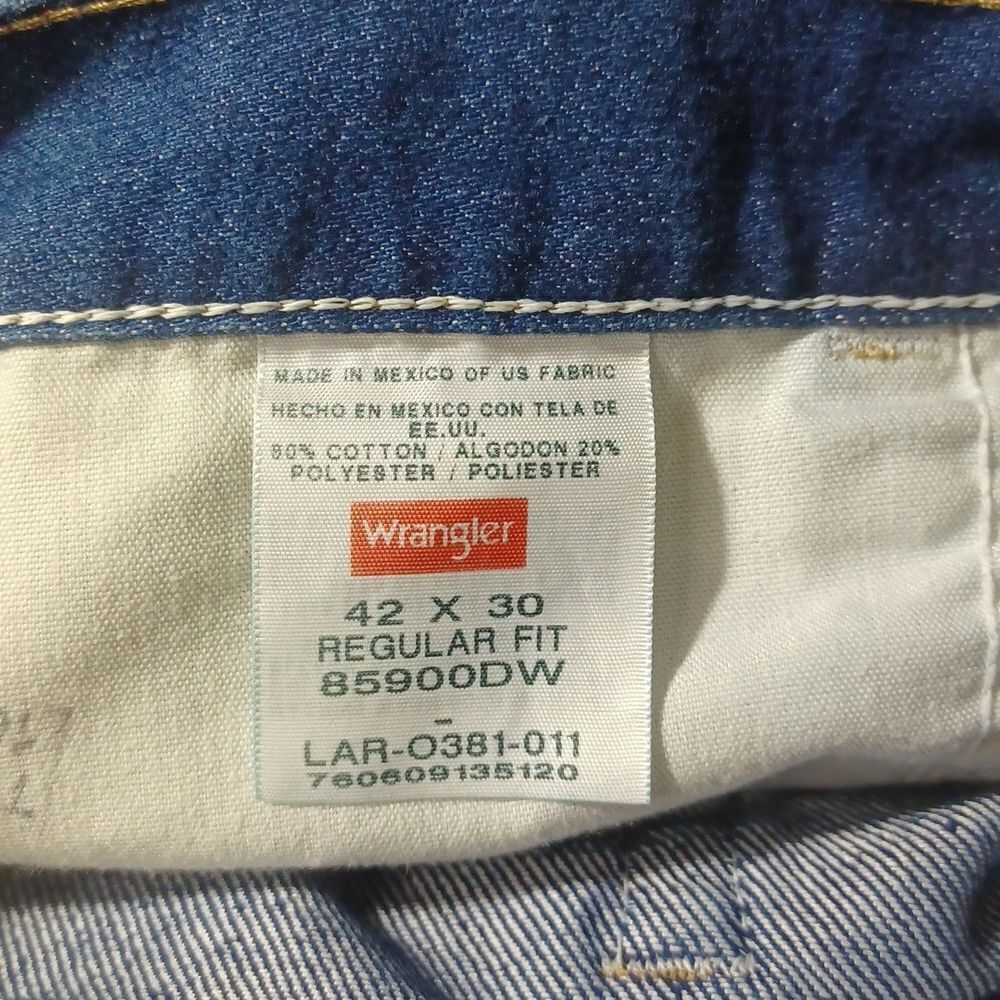 MADE IN MEXICO OF US FABRIC
HECHO EN MEXICO CON TELA DE
EE.UU.
80% COTTON / ALGODON 20%
POLYESTER / POLIESTER
Wrangler
42 X 30
REGULAR FIT
85900DW
-
LAR-0381-011
760609135120